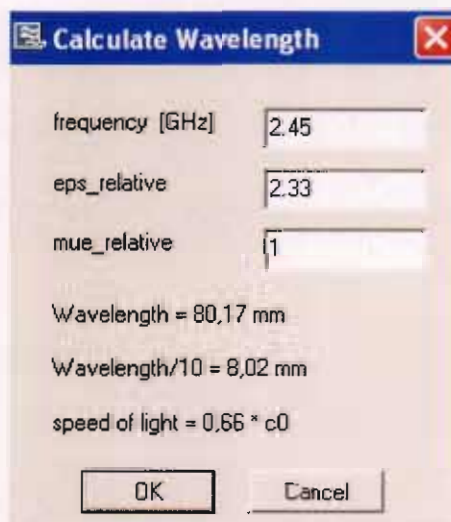 Calculate Wavelength
frequency [GHz] 2.45
eps_relative 2.33
mue_relative 1
Wavelength = 80,17 mm
Wavelength/10 = 8,02 mm
speed of light = 0,66 * c0
OK Cancel